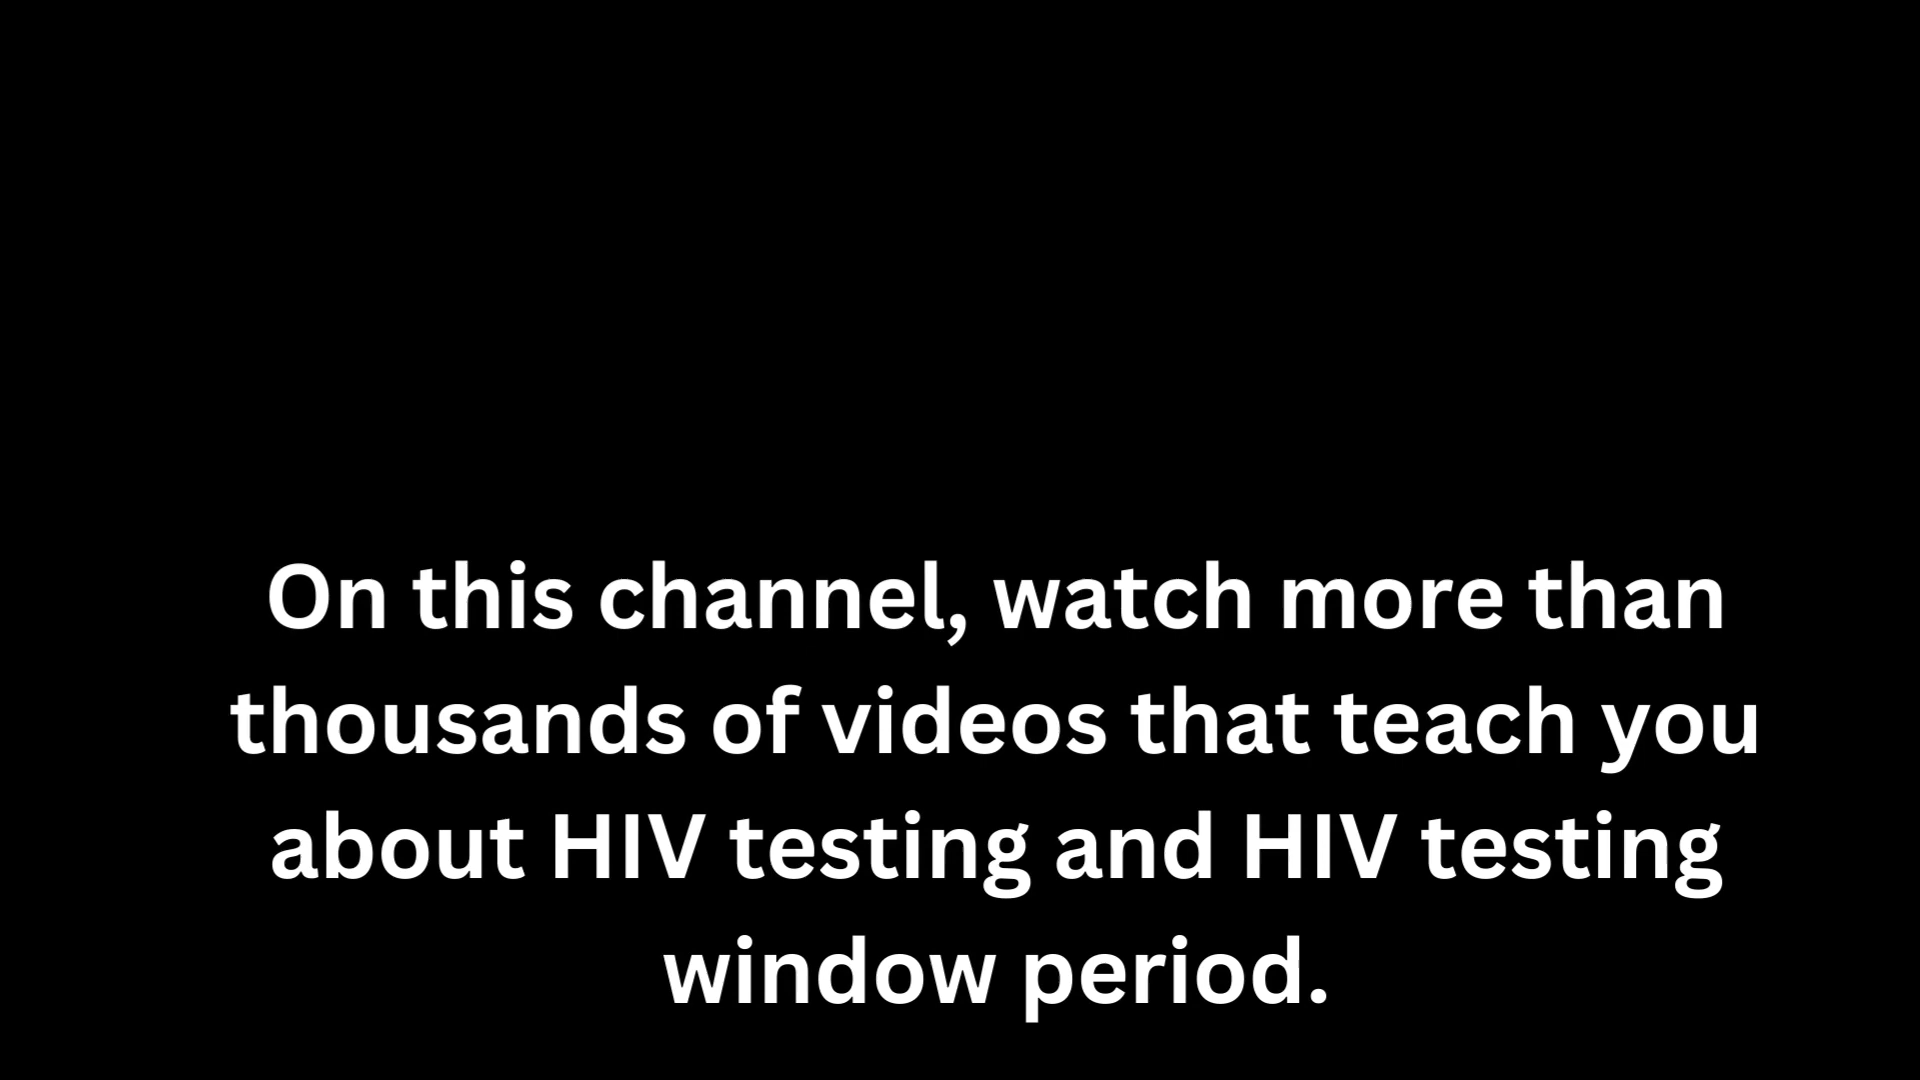 On this channel, watch more than
thousands of videos that teach you
about HIV testing and HIV testing
window period.